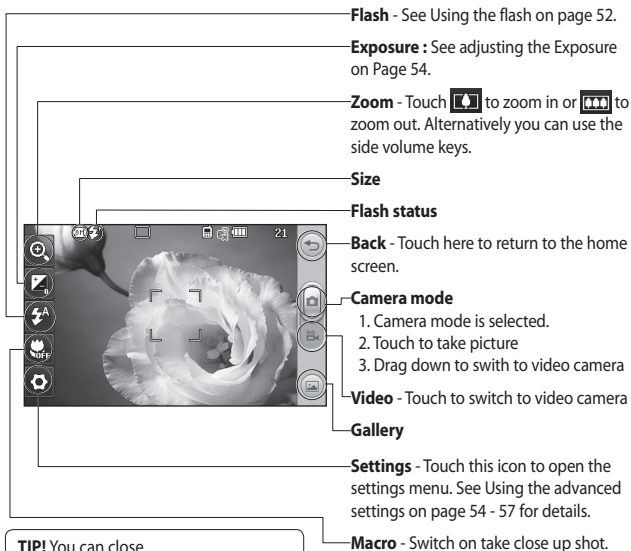 Flash - See Using the flash on page 52.
Exposure : See adjusting the Exposure
on Page 54.
Zoom - Touch to zoom in or to
zoom out. Alternatively you can use the
side volume keys.
Size
Flash status
21
Back - Touch here to return to the home
screen.
Camera mode
1. Camera mode is selected.
2. Touch to take picture
3. Drag down to swith to video camera
Video - Touch to switch to video camera
Gallery
Settings - Touch this icon to open the
settings menu. See Using the advanced
settings on page 54 - 57 for details.
Macro - Switch on take close up shot.
A
OFF
0
TIP! You can close